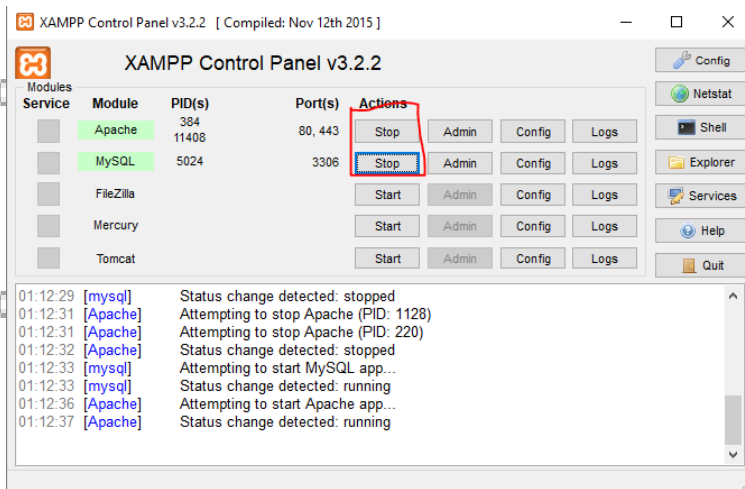 XAMPP Control Panel v3.2.2 [ Compiled: Nov 12th 2015 ]
XAMPP Control Panel v3.2.2
Config
Modules
Service Module PID(s) Port(s) Actions
Netstat
Apache 384 11408 80, 443 Stop Admin Config Logs
Shell
MySQL 5024 3306 Stop Admin Config Logs
Explorer
FileZilla Start Admin Config Logs
Services
Mercury Start Admin Config Logs
Help
Tomcat Start Admin Config Logs
Quit
01:12:29 [mysql] Status change detected: stopped
01:12:31 [Apache] Attempting to stop Apache (PID: 1128)
01:12:31 [Apache] Attempting to stop Apache (PID: 220)
01:12:32 [Apache] Status change detected: stopped
01:12:33 [mysql] Attempting to start MySQL app...
01:12:33 [mysql] Status change detected: running
01:12:36 [Apache] Attempting to start Apache app...
01:12:37 [Apache] Status change detected: running